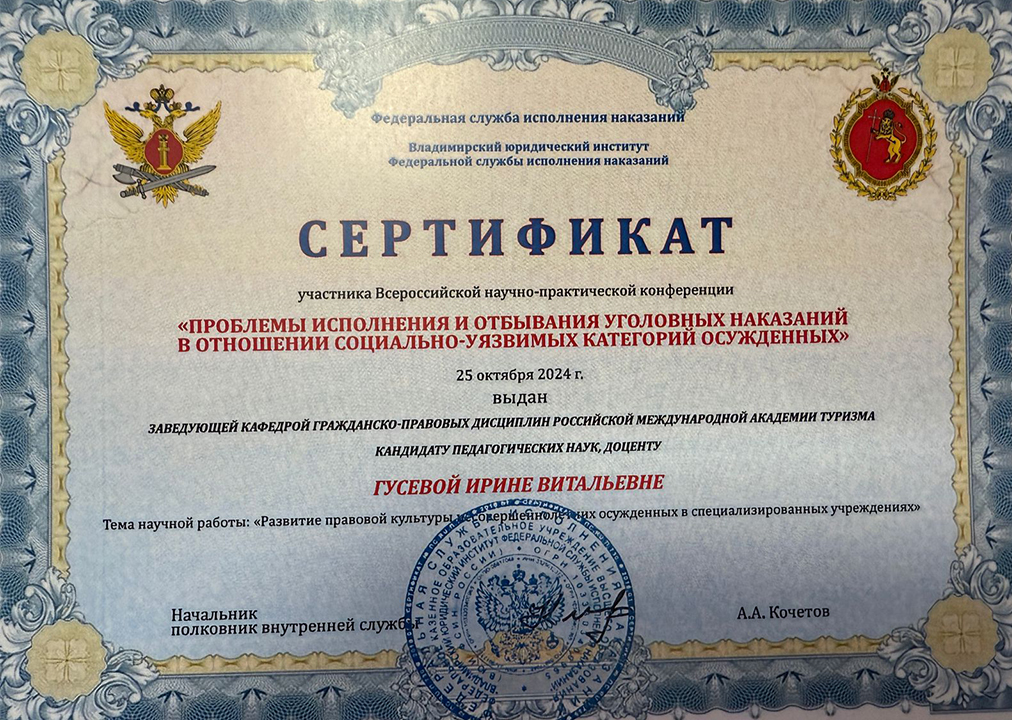 Федеральная служба исполнения наказаний
Владимирский юридический институт
Федеральной службы исполнения наказаний
СЕРТИФИКАТ
участника Всероссийской научно-практической конференции
«ПРОБЛЕМЫ ИСПОЛНЕНИЯ И ОТБЫВАНИЯ УГОЛОВНЫХ НАКАЗАНИЙ
В ОТНОШЕНИИ СОЦИАЛЬНО-УЯЗВИМЫХ КАТЕГОРИЙ ОСУЖДЕННЫХ»
25 октября 2024 г.
выдан
ЗАВЕДУЮЩЕЙ КАФЕДРОЙ ГРАЖДАНСКО-ПРАВОВЫХ ДИСЦИПЛИН РОССИЙСКОЙ МЕЖДУНАРОДНОЙ АКАДЕМИИ ТУРИЗМА
КАНДИДАТУ ПЕДАГОГИЧЕСКИХ НАУК, ДОЦЕНТУ
ГУСЕВОЙ ИРИНЕ ВИТАЛЬЕВНЕ
Тема научной работы: «Развитие правовой культуры несовершеннолетних осужденных в специализированных учреждениях»
Начальник
полковник внутренней службы
А.А. Кочетов